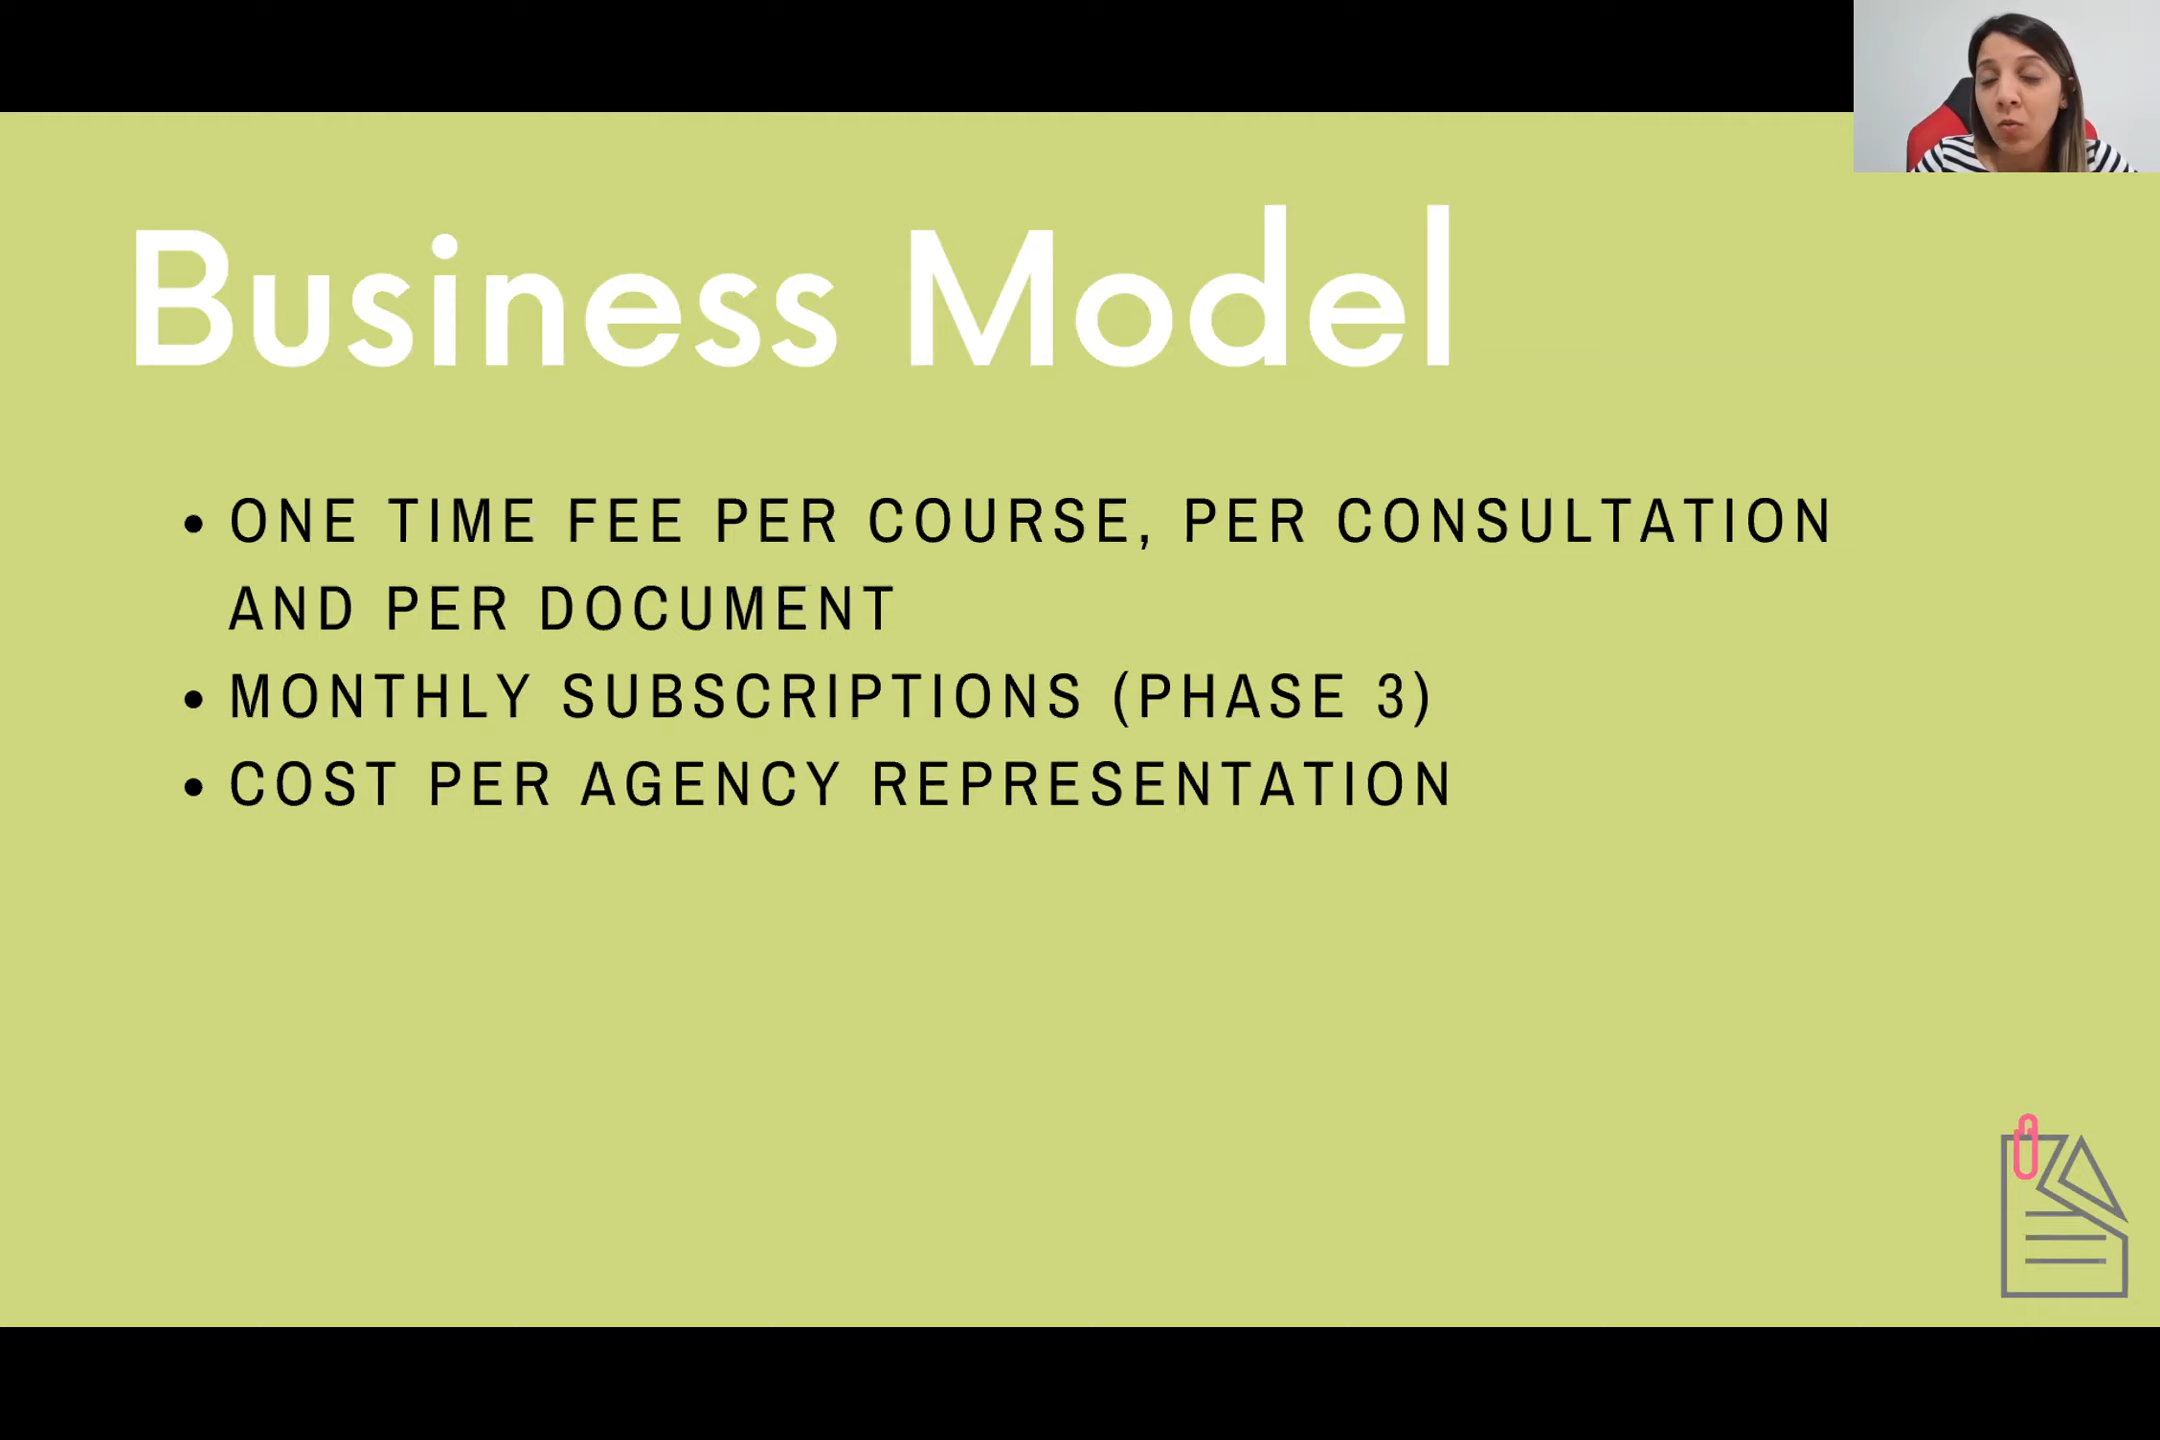 Business Model
• ONE TIME FEE PER COURSE, PER CONSULTATION
AND PER DOCUMENT
• MONTHLY SUBSCRIPTIONS (PHASE 3)
• COST PER AGENCY REPRESENTATION